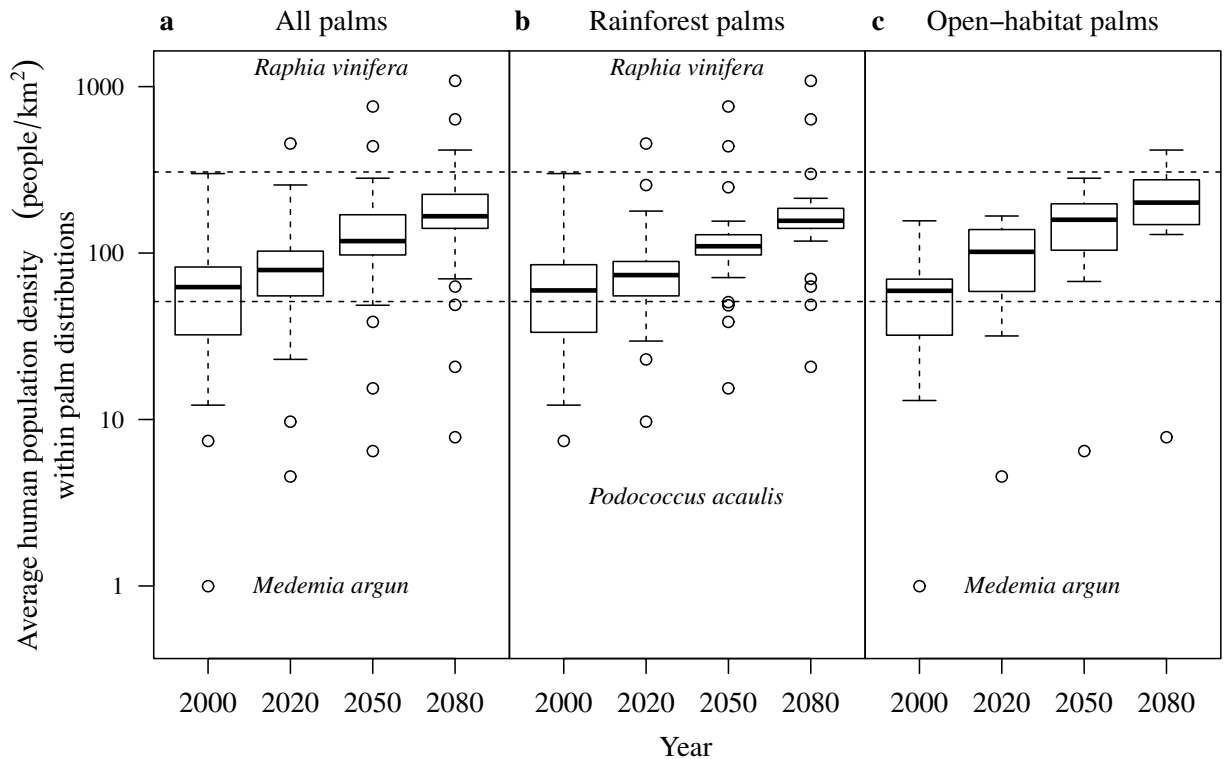 a All palms
b Rainforest palms
c Open−habitat palms
Average human population density (people/km²)
within palm distributions
1000
100
10
1
Raphia vinifera
Medemia argun
Raphia vinifera
Podococcus acaulis
Medemia argun
2000 2020 2050 2080
2000 2020 2050 2080
2000 2020 2050 2080
Year